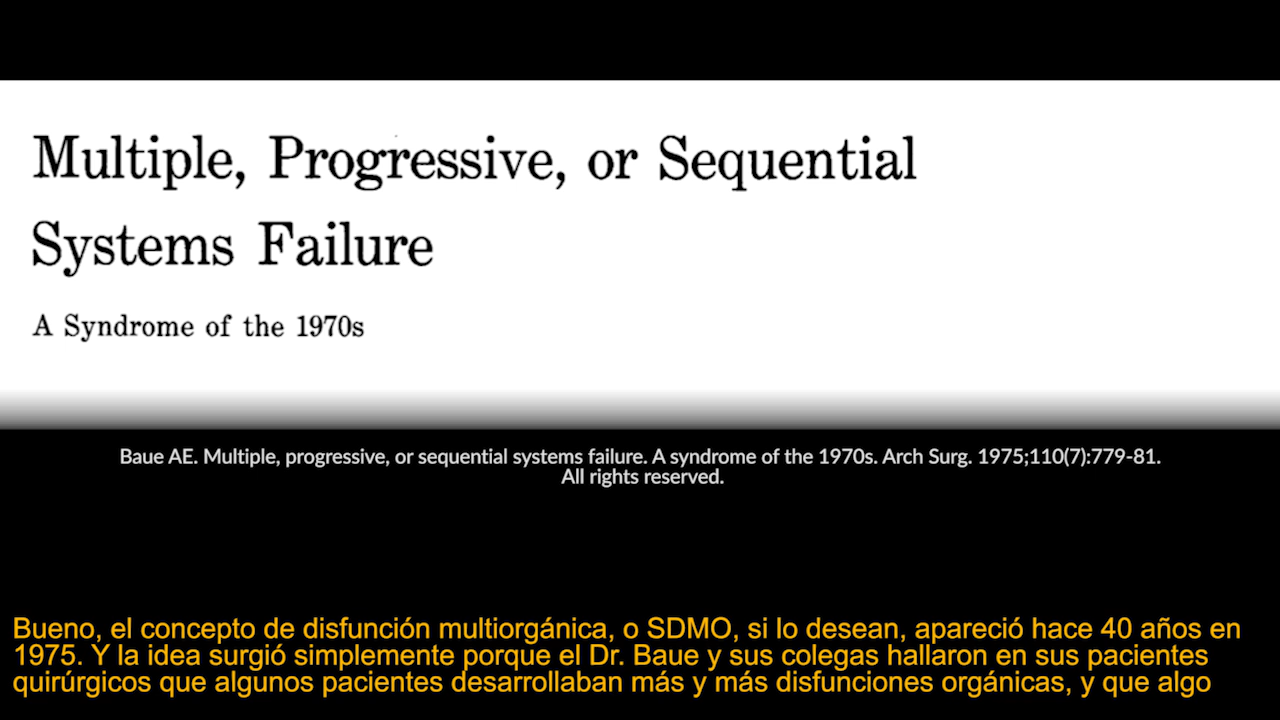 Multiple, Progressive, or Sequential
Systems Failure
A Syndrome of the 1970s
Baue AE. Multiple, progressive, or sequential systems failure. A syndrome of the 1970s. Arch Surg. 1975;110(7):779-81.
All rights reserved.
Bueno, el concepto de disfunción multiorgánica, o SDMO, si lo desean, apareció hace 40 años en
1975. Y la idea surgió simplemente porque el Dr. Baue y sus colegas hallaron en sus pacientes
quirúrgicos que algunos pacientes desarrollaban más y más disfunciones orgánicas, y que algo